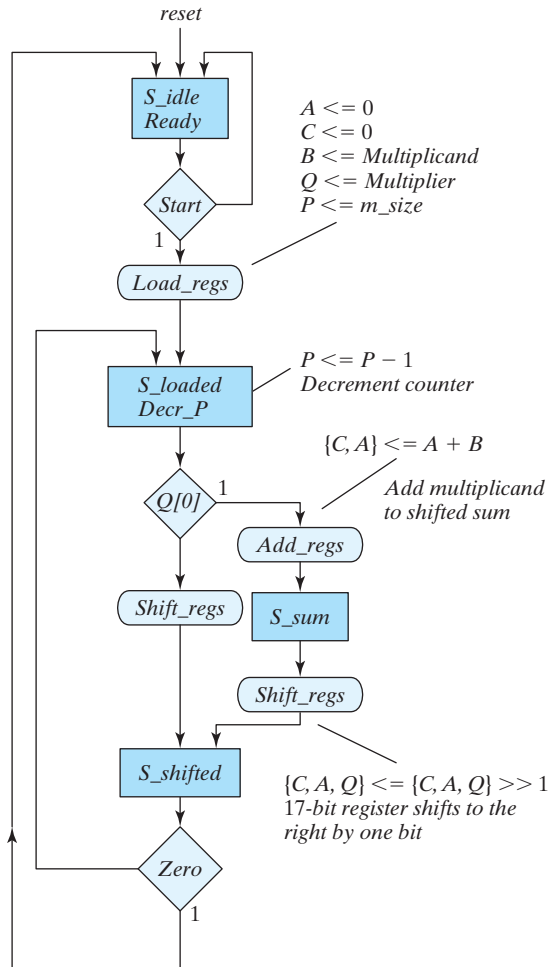 reset
S_idle
Ready
A <= 0
C <= 0
B <= Multiplicand
Q <= Multiplier
P <= m_size
Start
1
Load_regs
S_loaded
Decr_P
P <= P − 1
Decrement counter
{C, A} <= A + B
Q[0]
1
Add multiplicand
to shifted sum
Add_regs
Shift_regs
S_sum
Shift_regs
S_shifted
{C, A, Q} <= {C, A, Q} >> 1
17-bit register shifts to the
right by one bit
Zero
1